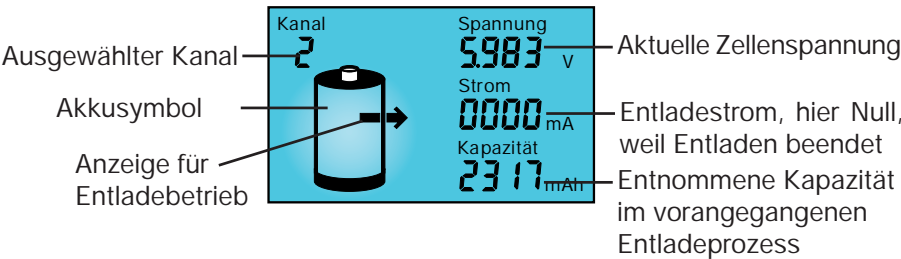 Kanal
2
Spannung
5.983 V
Strom
0000 mA
Kapazität
2317 mAh
Ausgewählter Kanal
Akkusymbol
Anzeige für
Entladebetrieb
Aktuelle Zellenspannung
Entladestrom, hier Null,
weil Entladen beendet
Entnommene Kapazität
im vorangegangenen
Entladeprozess